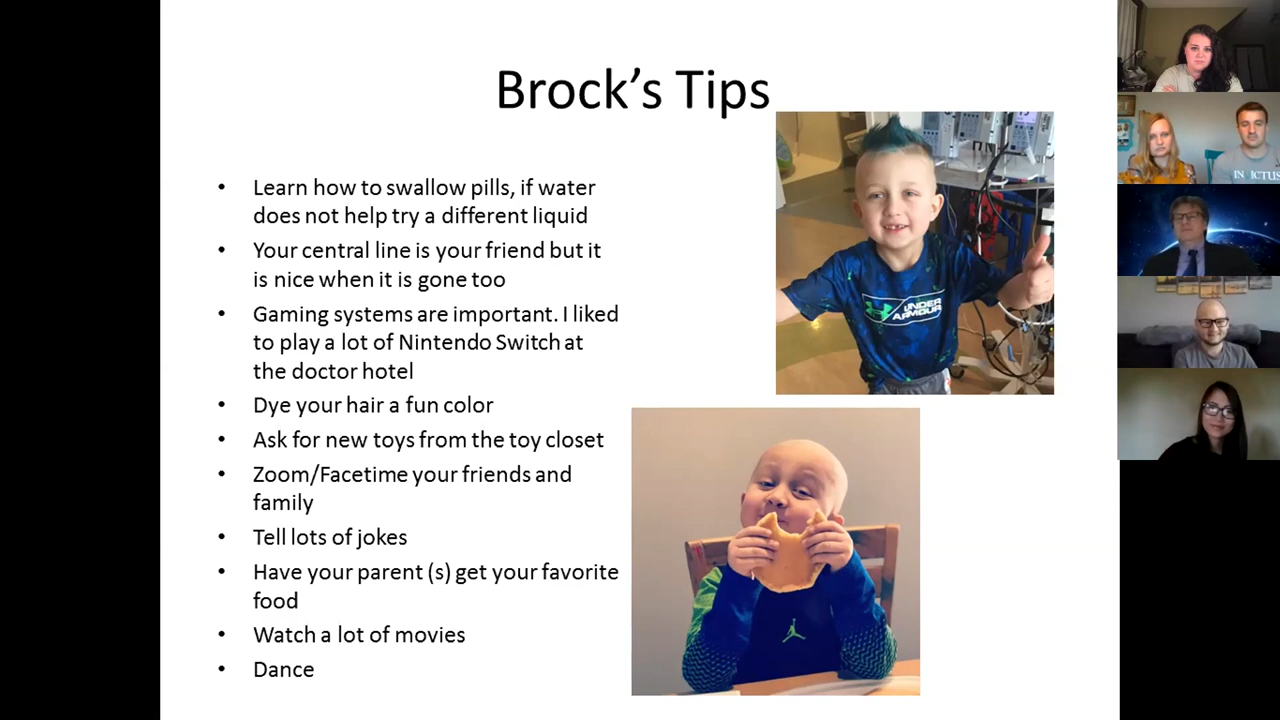 Brock's Tips
• Learn how to swallow pills, if water
does not help try a different liquid
• Your central line is your friend but it
is nice when it is gone too
• Gaming systems are important. I liked
to play a lot of Nintendo Switch at
the doctor hotel
• Dye your hair a fun color
• Ask for new toys from the toy closet
• Zoom/Facetime your friends and
family
• Tell lots of jokes
• Have your parent (s) get your favorite
food
• Watch a lot of movies
• Dance
UNDER
ARMOUR